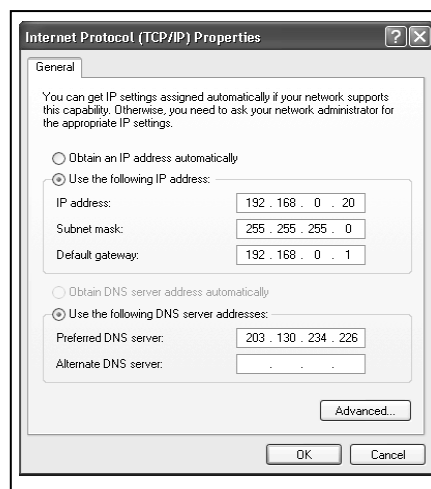 Internet Protocol (TCP/IP) Properties
General
You can get IP settings assigned automatically if your network supports
this capability. Otherwise, you need to ask your network administrator for
the appropriate IP settings.
Obtain an IP address automatically
Use the following IP address:
IP address: 192 . 168 . 0 . 20
Subnet mask: 255 . 255 . 255 . 0
Default gateway: 192 . 168 . 0 . 1
Obtain DNS server address automatically
Use the following DNS server addresses:
Preferred DNS server: 203 . 130 . 234 . 226
Alternate DNS server: . . .
Advanced...
OK Cancel